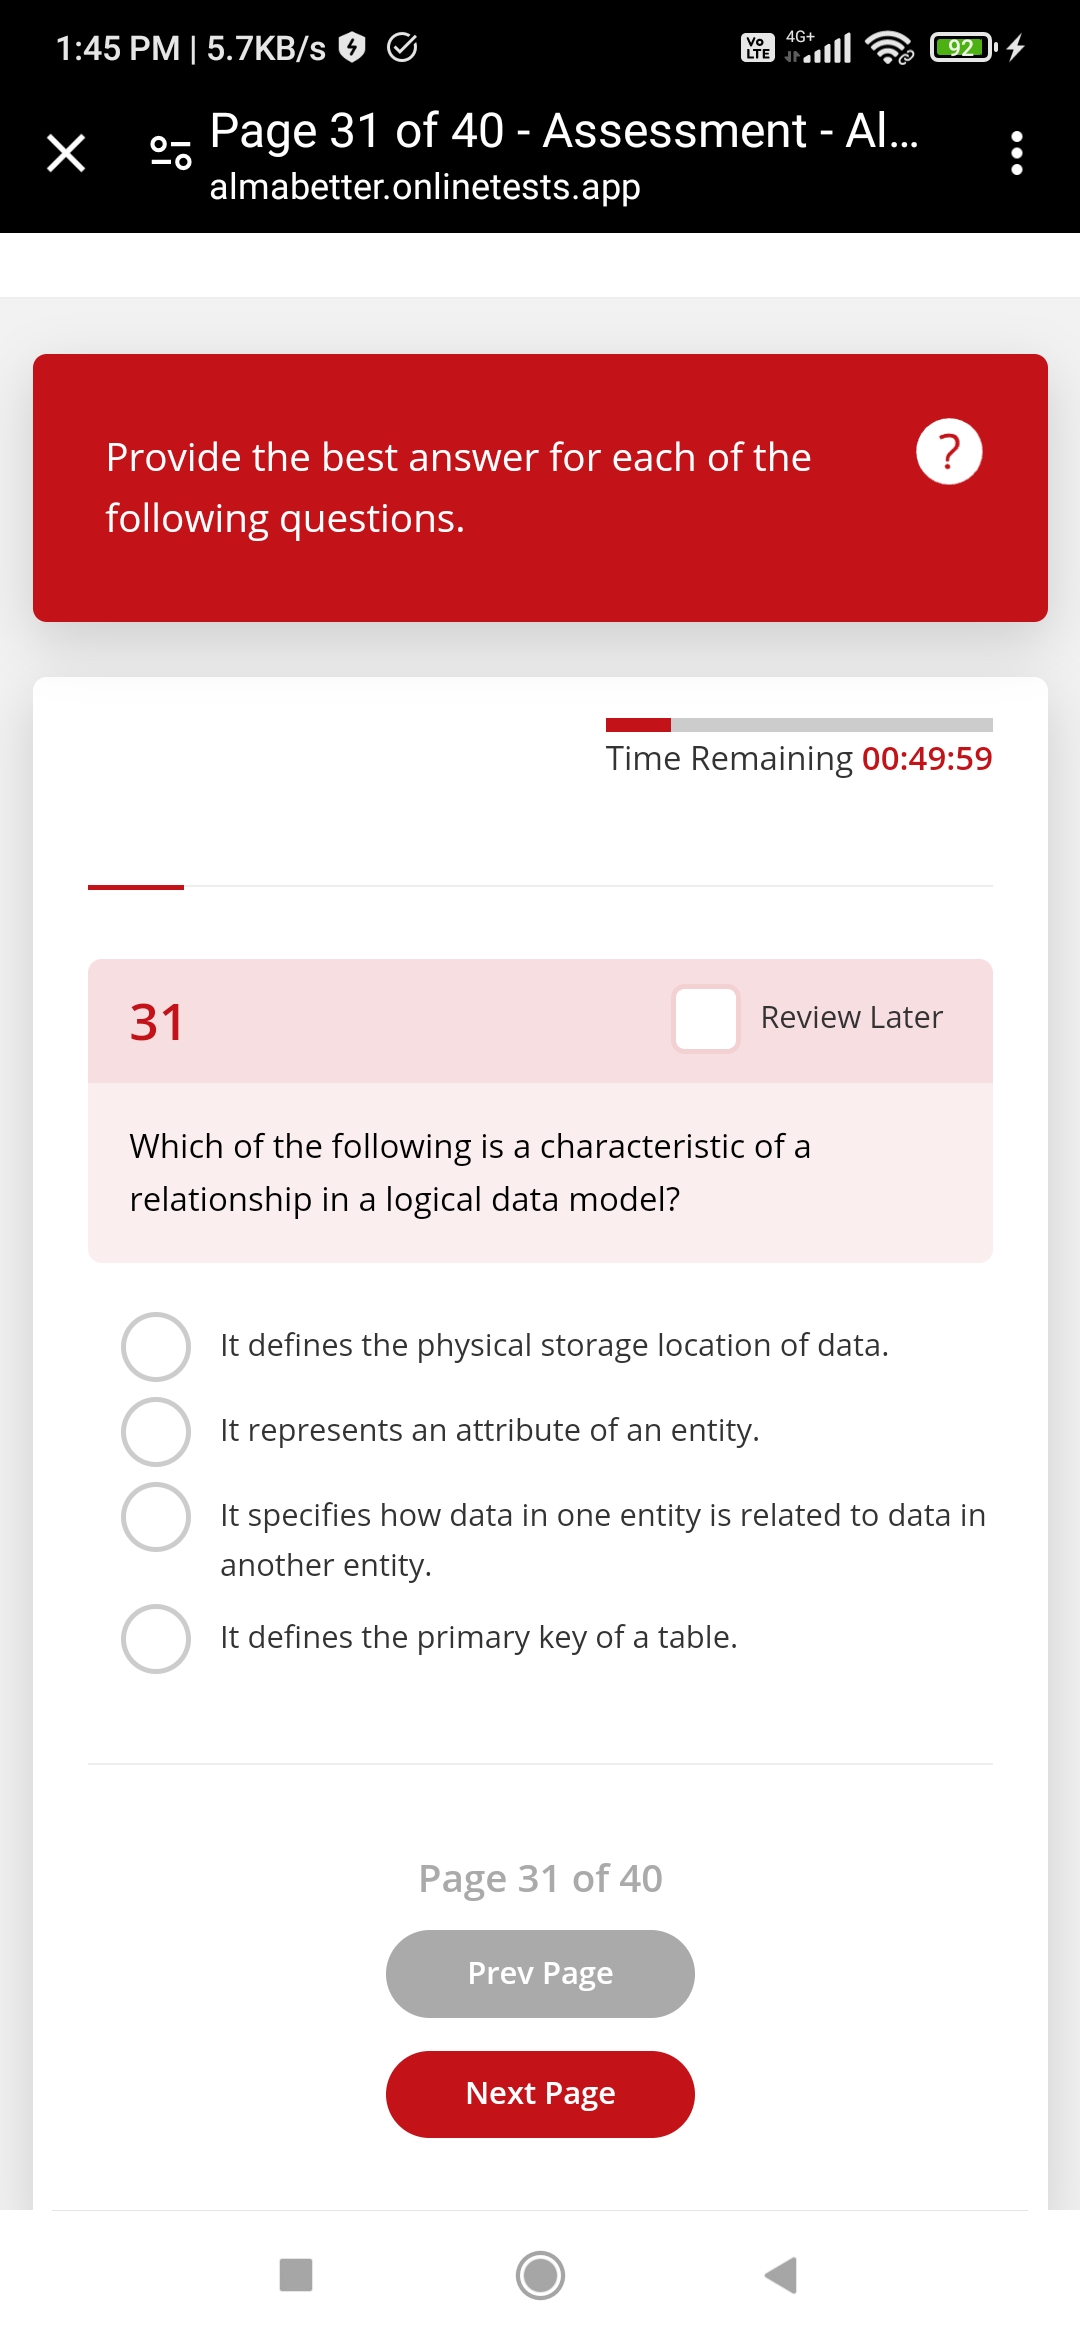 1:45 PM | 5.7KB/s
Vo LTE 4G+ 92
Page 31 of 40 - Assessment - Al...
almabetter.onlinetests.app
Provide the best answer for each of the
following questions.
?
Time Remaining 00:49:59
31
Review Later
Which of the following is a characteristic of a
relationship in a logical data model?
It defines the physical storage location of data.
It represents an attribute of an entity.
It specifies how data in one entity is related to data in
another entity.
It defines the primary key of a table.
Page 31 of 40
Prev Page
Next Page